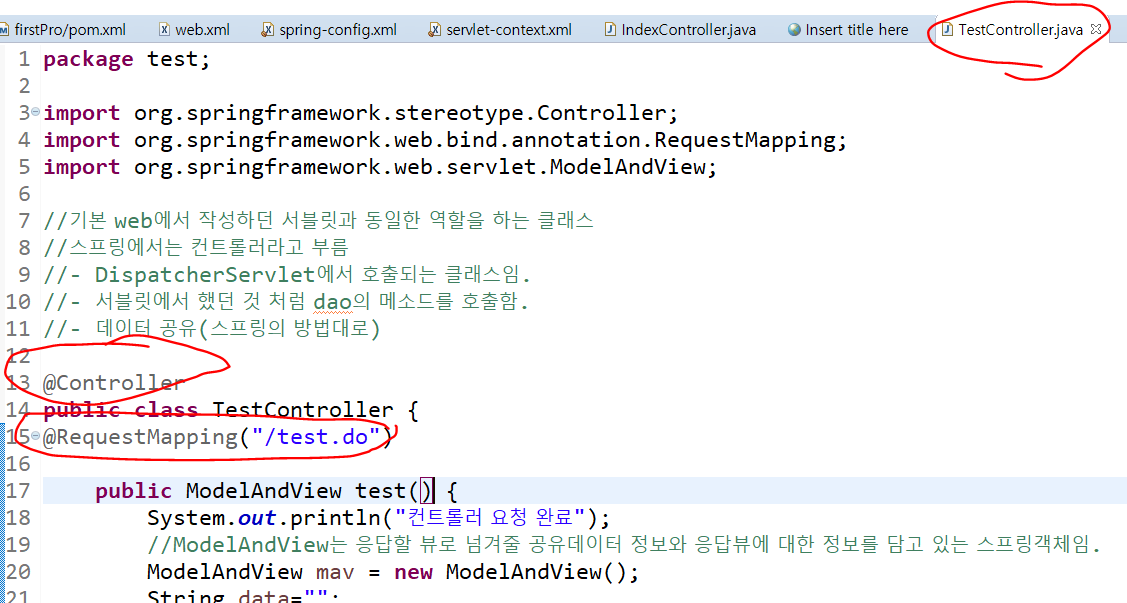 firstPro/pom.xml web.xml spring-config.xml servlet-context.xml IndexController.java Insert title here TestController.java
1 package test;
2
3 import org.springframework.stereotype.Controller;
4 import org.springframework.web.bind.annotation.RequestMapping;
5 import org.springframework.web.servlet.ModelAndView;
6
7 //기본 web에서 작성하던 서블릿과 동일한 역할을 하는 클래스
8 //스프링에서는 컨트롤러라고 부름
9 //- DispatcherServlet에서 호출되는 클래스임.
10 //- 서블릿에서 했던 것 처럼 dao의 메소드를 호출함.
11 //- 데이터 공유(스프링의 방법대로)
12
13 @Controller
14 public class TestController {
15 @RequestMapping("/test.do")
16
17 public ModelAndView test() {
18 System.out.println("컨트롤러 요청 완료");
19 //ModelAndView는 응답할 뷰로 넘겨줄 공유데이터 정보와 응답뷰에 대한 정보를 담고 있는 스프링객체임.
20 ModelAndView mav = new ModelAndView();
21 String data="";